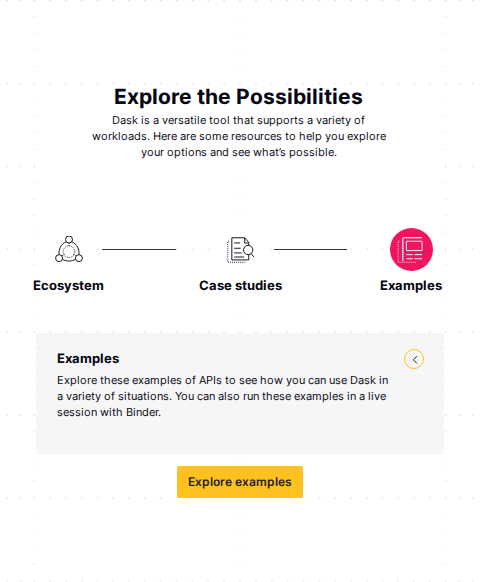 Explore the Possibilities
Dask is a versatile tool that supports a variety of
workloads. Here are some resources to help you explore
your options and see what’s possible.
Ecosystem
Case studies
Examples
Examples
Explore these examples of APIs to see how you can use Dask in
a variety of situations. You can also run these examples in a live
session with Binder.
Explore examples